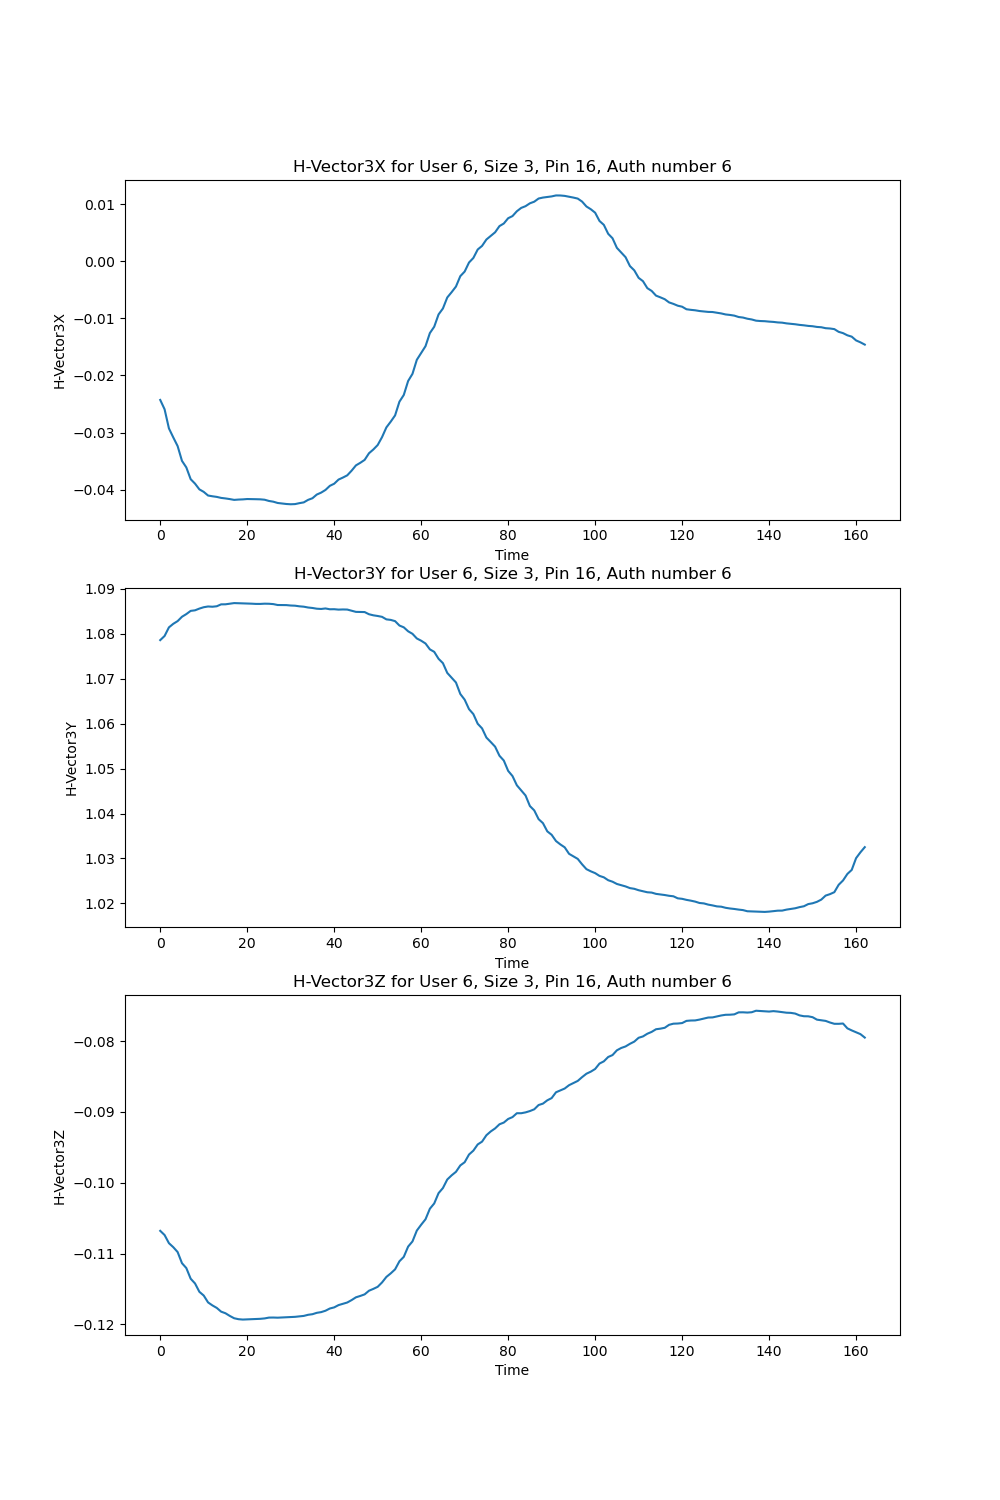 H-Vector3X for User 6, Size 3, Pin 16, Auth number 6
0.01
0.00
−0.01
−0.02
−0.03
−0.04
H-Vector3X
0 20 40 60 80 100 120 140 160
Time
H-Vector3Y for User 6, Size 3, Pin 16, Auth number 6
1.09
1.08
1.07
1.06
1.05
1.04
1.03
1.02
H-Vector3Y
0 20 40 60 80 100 120 140 160
Time
H-Vector3Z for User 6, Size 3, Pin 16, Auth number 6
−0.08
−0.09
−0.10
−0.11
−0.12
H-Vector3Z
0 20 40 60 80 100 120 140 160
Time